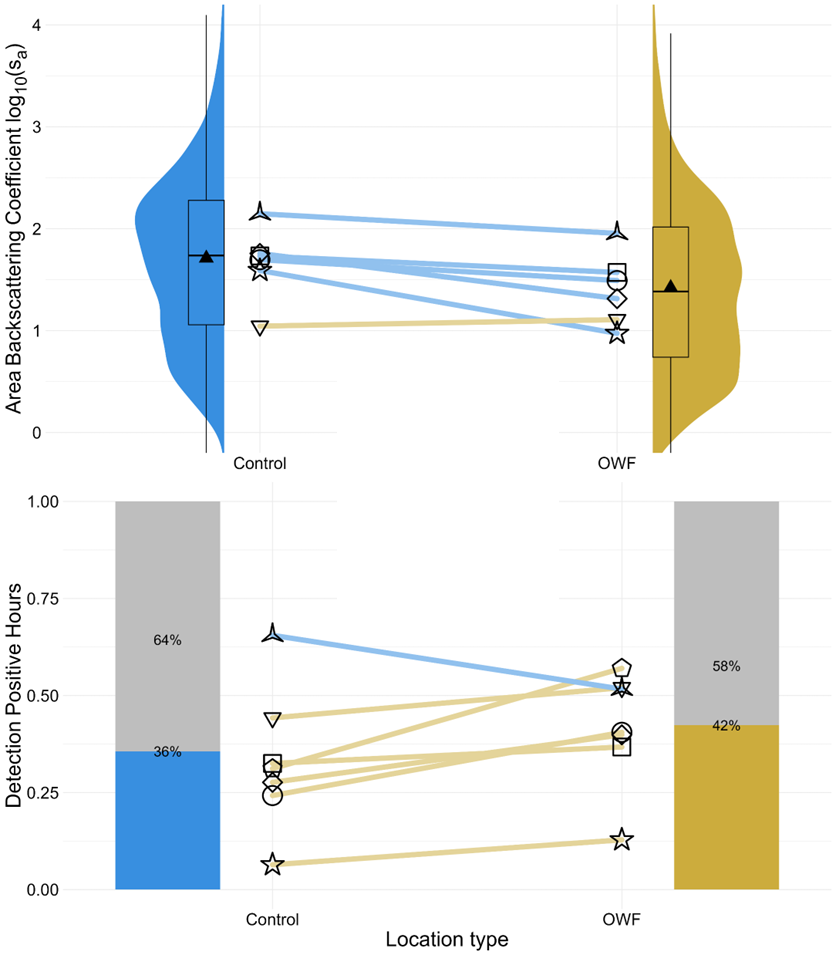 Area Backscattering Coefficient log10(sa)
4
3
2
1
0
Control
OWF
Detection Positive Hours
1.00
0.75
0.50
0.25
0.00
64%
36%
58%
42%
Control
OWF
Location type